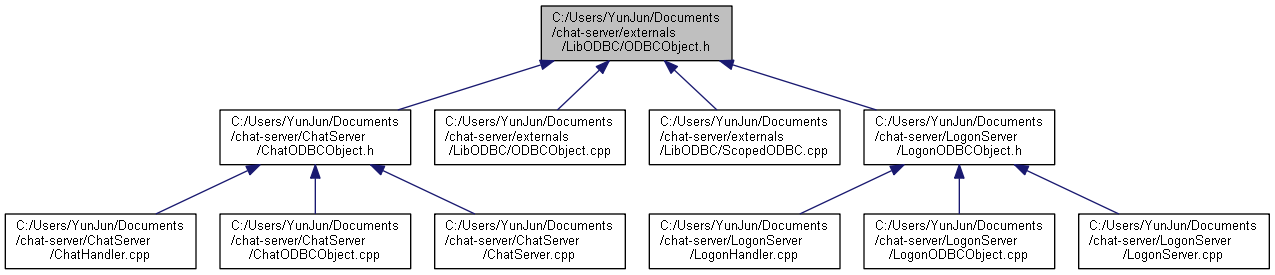 C:/Users/YunJun/Documents
/chat-server/externals
/LibODBC/ODBCObject.h
C:/Users/YunJun/Documents
/chat-server/ChatServer
/ChatODBCObject.h
C:/Users/YunJun/Documents
/chat-server/externals
/LibODBC/ODBCObject.cpp
C:/Users/YunJun/Documents
/chat-server/externals
/LibODBC/ScopedODBC.cpp
C:/Users/YunJun/Documents
/chat-server/LogonServer
/LogonODBCObject.h
C:/Users/YunJun/Documents
/chat-server/ChatServer
/ChatHandler.cpp
C:/Users/YunJun/Documents
/chat-server/ChatServer
/ChatODBCObject.cpp
C:/Users/YunJun/Documents
/chat-server/ChatServer
/ChatServer.cpp
C:/Users/YunJun/Documents
/chat-server/LogonServer
/LogonHandler.cpp
C:/Users/YunJun/Documents
/chat-server/LogonServer
/LogonODBCObject.cpp
C:/Users/YunJun/Documents
/chat-server/LogonServer
/LogonServer.cpp